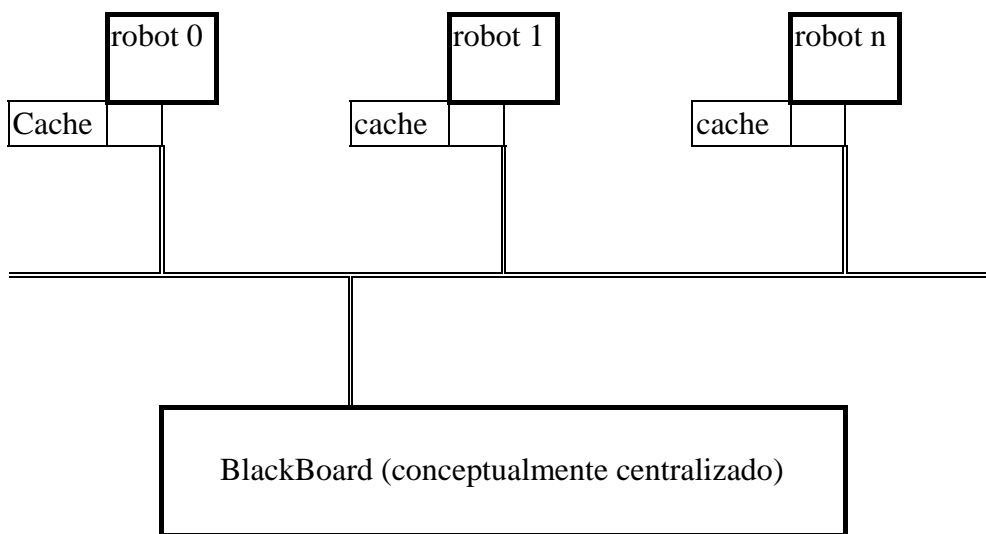 robot 0
robot 1
robot n
Cache
cache
cache
BlackBoard (conceptualmente centralizado)